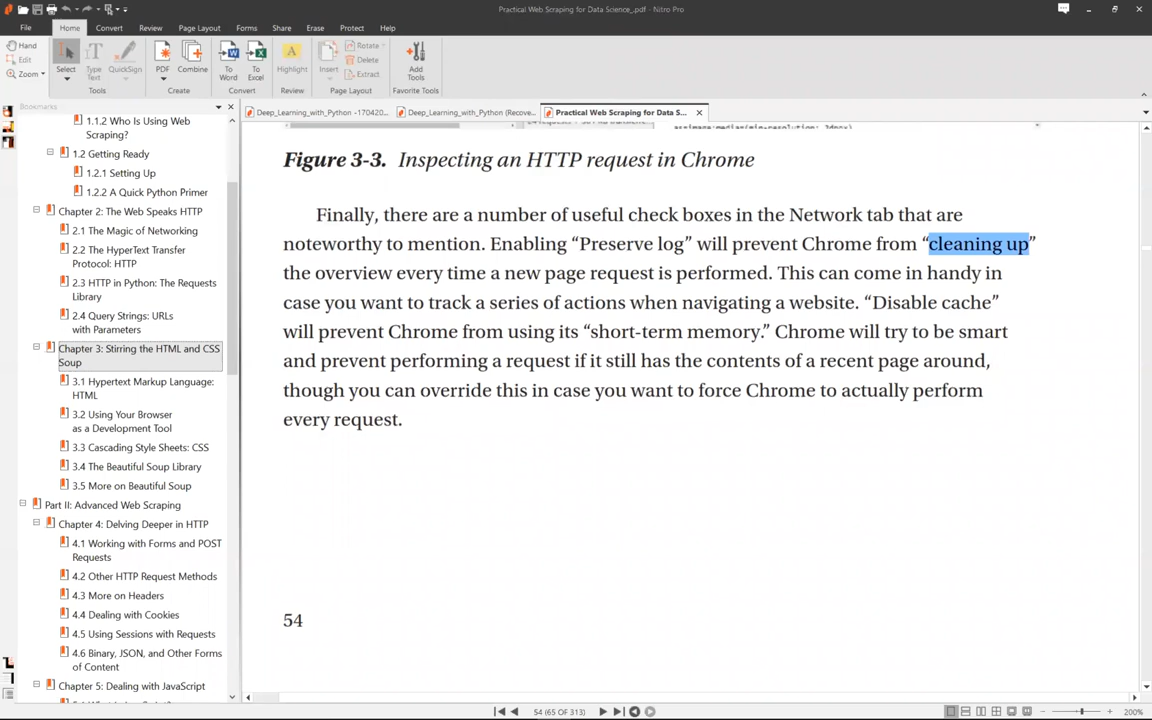 Practical Web Scraping for Data Science_.pdf - Nitro Pro
File
Home
Convert
Review
Page Layout
Forms
Share
Erase
Protect
Help
Hand
Edit
Zoom
Select
Type Text
QuickSign
Tools
PDF
Combine
Create
To Word
To Excel
Convert
Highlight
Review
Insert
Rotate
Delete
Extract
Page Layout
Add Tools
Favorite Tools
Bookmarks
Deep_Learning_with_Python -170420...
Deep_Learning_with_Python (Recove...
Practical Web Scraping for Data S...
1.1.2 Who Is Using Web
Scraping?
1.2 Getting Ready
1.2.1 Setting Up
1.2.2 A Quick Python Primer
Chapter 2: The Web Speaks HTTP
2.1 The Magic of Networking
2.2 The HyperText Transfer
Protocol: HTTP
2.3 HTTP in Python: The Requests
Library
2.4 Query Strings: URLs
with Parameters
Chapter 3: Stirring the HTML and CSS
Soup
3.1 Hypertext Markup Language:
HTML
3.2 Using Your Browser
as a Development Tool
3.3 Cascading Style Sheets: CSS
3.4 The Beautiful Soup Library
3.5 More on Beautiful Soup
Part II: Advanced Web Scraping
Chapter 4: Delving Deeper in HTTP
4.1 Working with Forms and POST
Requests
4.2 Other HTTP Request Methods
4.3 More on Headers
4.4 Dealing with Cookies
4.5 Using Sessions with Requests
4.6 Binary, JSON, and Other Forms
of Content
Chapter 5: Dealing with JavaScript
Figure 3-3. Inspecting an HTTP request in Chrome
Finally, there are a number of useful check boxes in the Network tab that are
noteworthy to mention. Enabling “Preserve log” will prevent Chrome from “cleaning up”
the overview every time a new page request is performed. This can come in handy in
case you want to track a series of actions when navigating a website. “Disable cache”
will prevent Chrome from using its “short-term memory.” Chrome will try to be smart
and prevent performing a request if it still has the contents of a recent page around,
though you can override this in case you want to force Chrome to actually perform
every request.
54
54 (65 OF 313)
200%